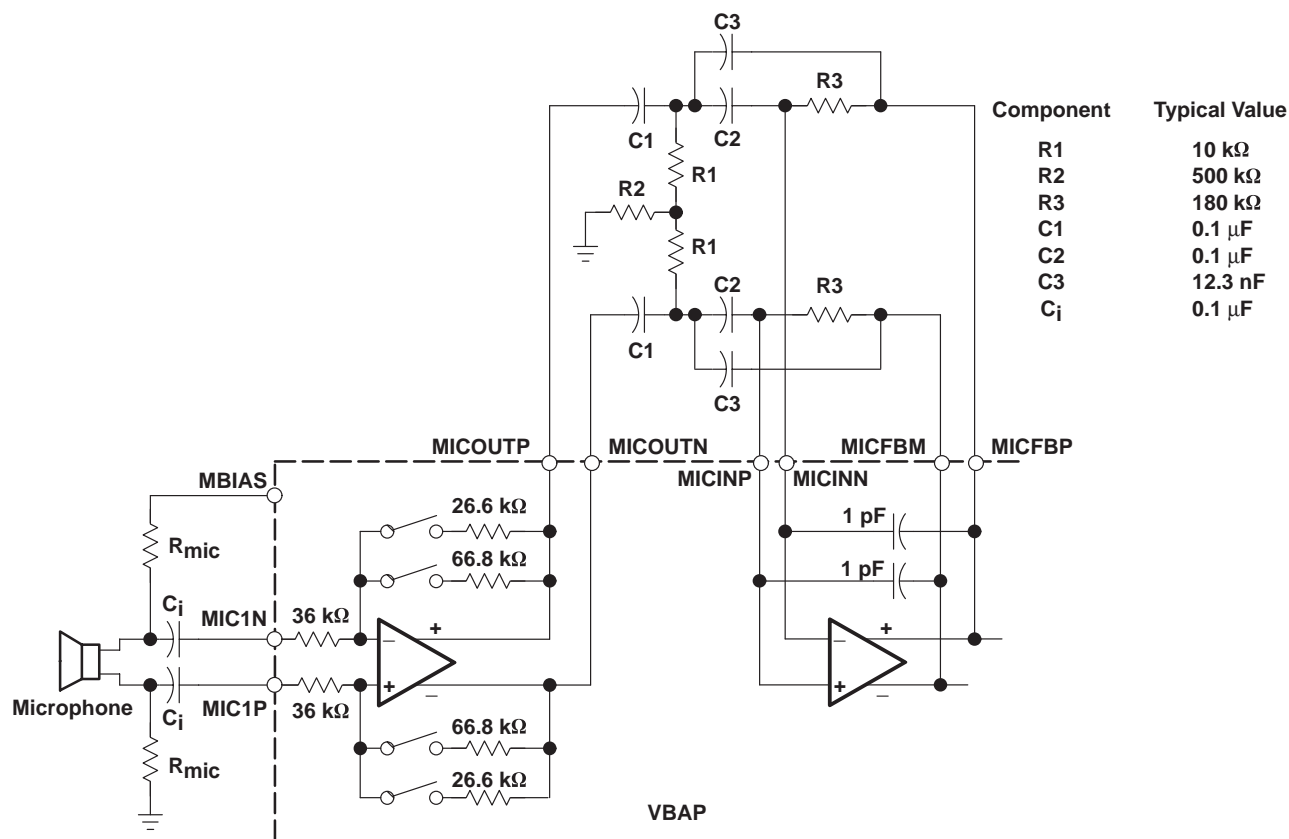 C3
R3
C1
C2
R1
R2
R1
C2
R3
C1
C3
Component Typical Value
R1 10 kΩ
R2 500 kΩ
R3 180 kΩ
C1 0.1 μF
C2 0.1 μF
C3 12.3 nF
Ci 0.1 μF
MICOUTP MICOUTN MICFBM MICFBP
MICINP MICINN
MBIAS
26.6 kΩ
66.8 kΩ
1 pF
1 pF
Rmic
Ci
MIC1N
36 kΩ
− +
+ −
− +
+ −
Microphone
Ci
MIC1P
36 kΩ
Rmic
66.8 kΩ
26.6 kΩ
VBAP